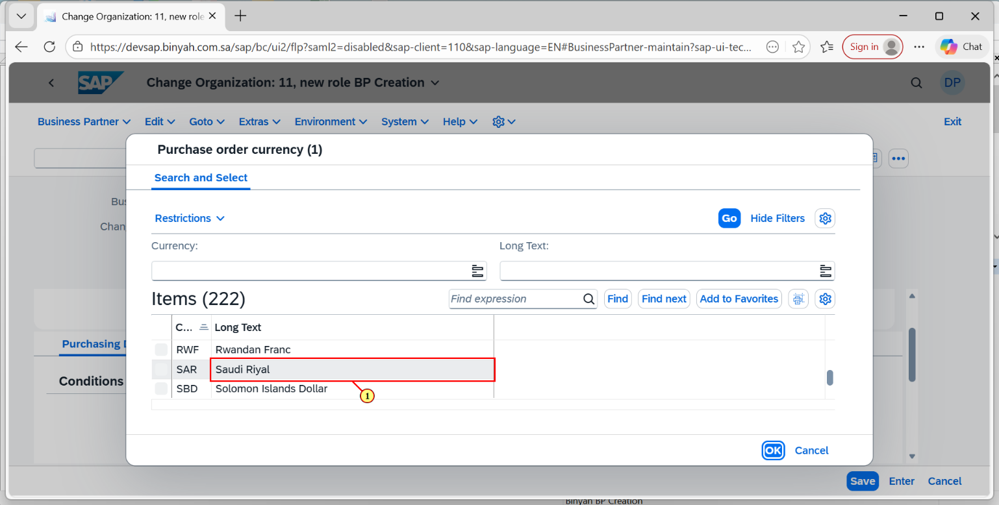 Change Organization: 11, new role
https://devsap.binyah.com.sa/sap/bc/ui2/flp?saml2=disabled&sap-client=110&sap-language=EN#BusinessPartner-maintain?sap-ui-tec...
Sign in
Chat
SAP
Change Organization: 11, new role BP Creation
DP
Business Partner
Edit
Goto
Extras
Environment
System
Help
Exit
Purchase order currency (1)
Search and Select
Bus
Restrictions
Go
Hide Filters
Chan
Currency:
Long Text:
Items (222)
Find expression
Find
Find next
Add to Favorites
C...
Long Text
Purchasing
RWF
Rwandan Franc
SAR
Saudi Riyal
Conditions
SBD
Solomon Islands Dollar
1
OK
Cancel
Save
Enter
Cancel
Binyah BP Creation